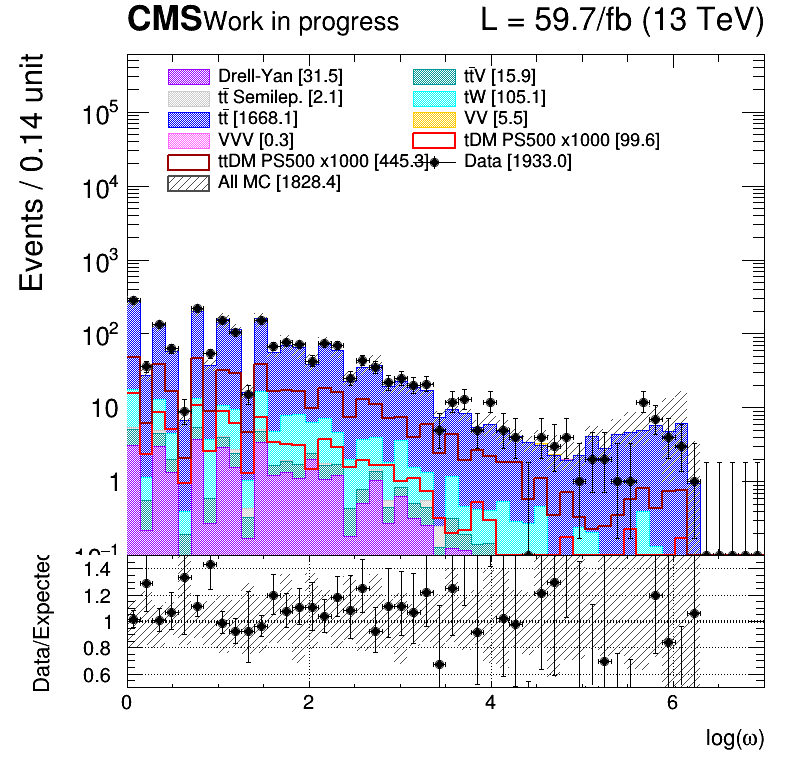 CMS Work in progress L = 59.7/fb (13 TeV)
Events / 0.14 unit
Drell-Yan [31.5] tt̄V [15.9]
tt̄ Semilep. [2.1] tW [105.1]
tt̄ [1668.1] VV [5.5]
VVV [0.3] tDM PS500 x1000 [99.6]
ttDM PS500 x1000 [445.3] Data [1933.0]
All MC [1828.4]
10⁵
10⁴
10³
10²
10
1
10⁻¹
Data/Expected
1.4
1.2
1
0.8
0.6
0 2 4 6
log(ω)